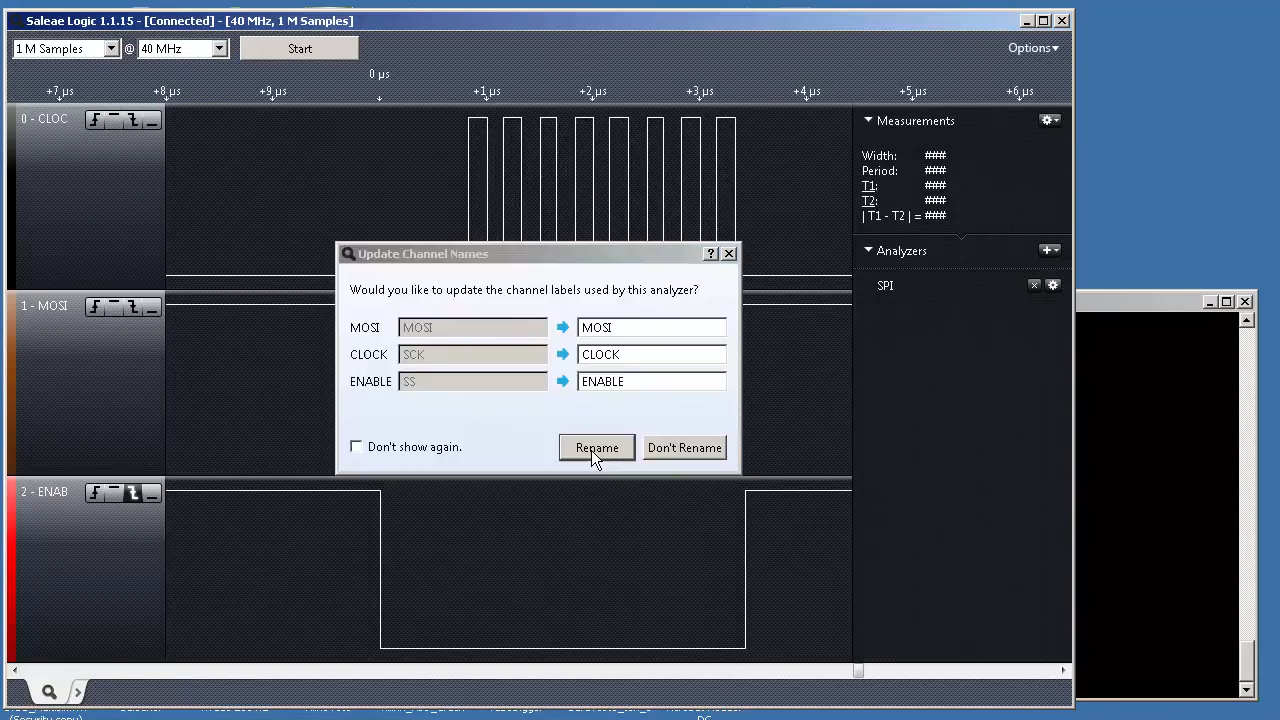 Saleae Logic 1.1.15 - [Connected] - [40 MHz, 1 M Samples]
1 M Samples @ 40 MHz Start Options
0 µs
+7 µs +8 µs +9 µs +1 µs +2 µs +3 µs +4 µs +5 µs +6 µs
0 - CLOC
Measurements
Width: ###
Period: ###
T1: ###
T2: ###
| T1 - T2 | = ###
Analyzers
SPI
Update Channel Names
Would you like to update the channel labels used by this analyzer?
MOSI MOSI MOSI
CLOCK SCK CLOCK
ENABLE SS ENABLE
Don't show again. Rename Don't Rename
1 - MOSI
2 - ENAB
(Security copy)